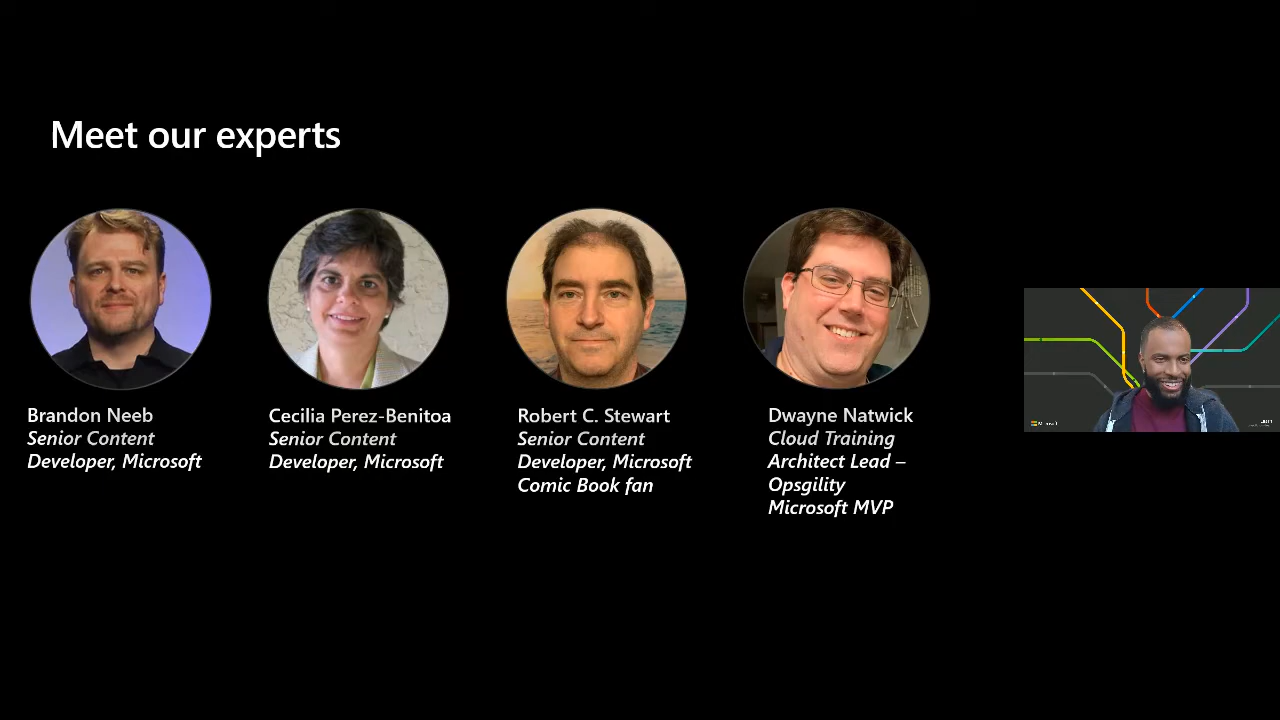 Meet our experts
Brandon Neeb
Senior Content
Developer, Microsoft
Cecilia Perez-Benitoa
Senior Content
Developer, Microsoft
Robert C. Stewart
Senior Content
Developer, Microsoft
Comic Book fan
Dwayne Natwick
Cloud Training
Architect Lead –
Opsgility
Microsoft MVP
Microsoft